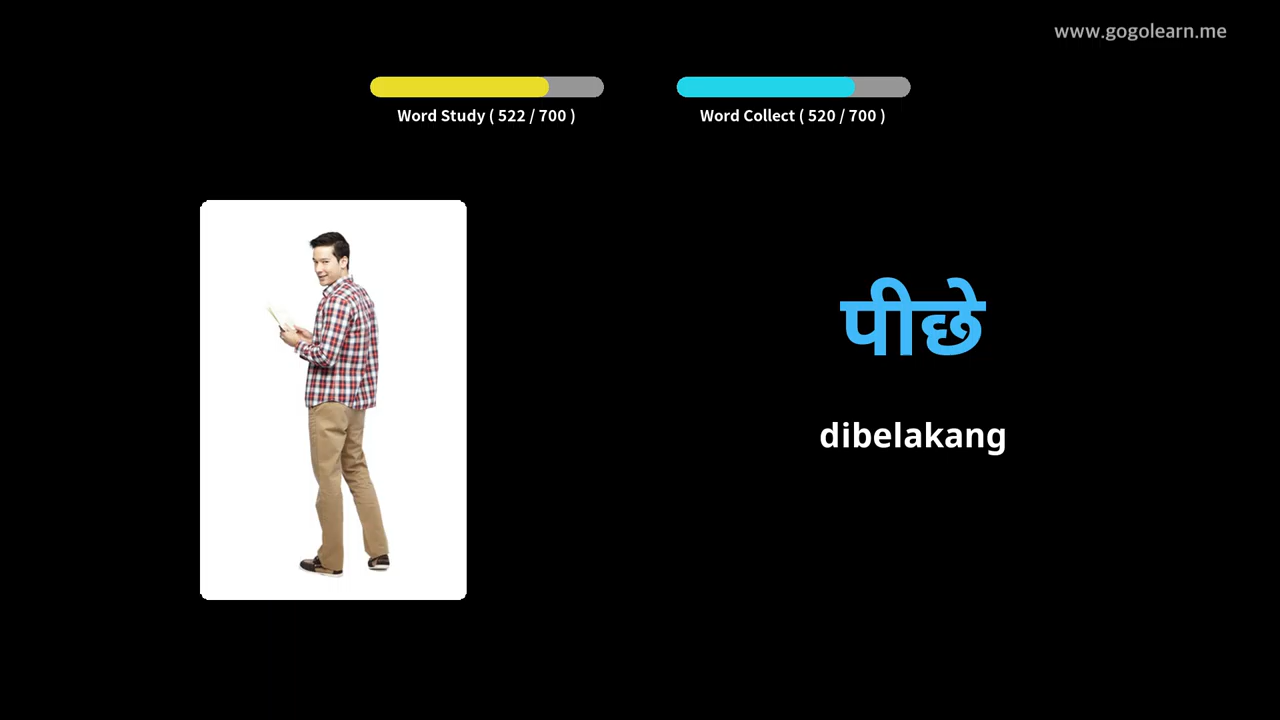 www.gogolearn.me
Word Study ( 522 / 700 )
Word Collect ( 520 / 700 )
पीछे
dibelakang